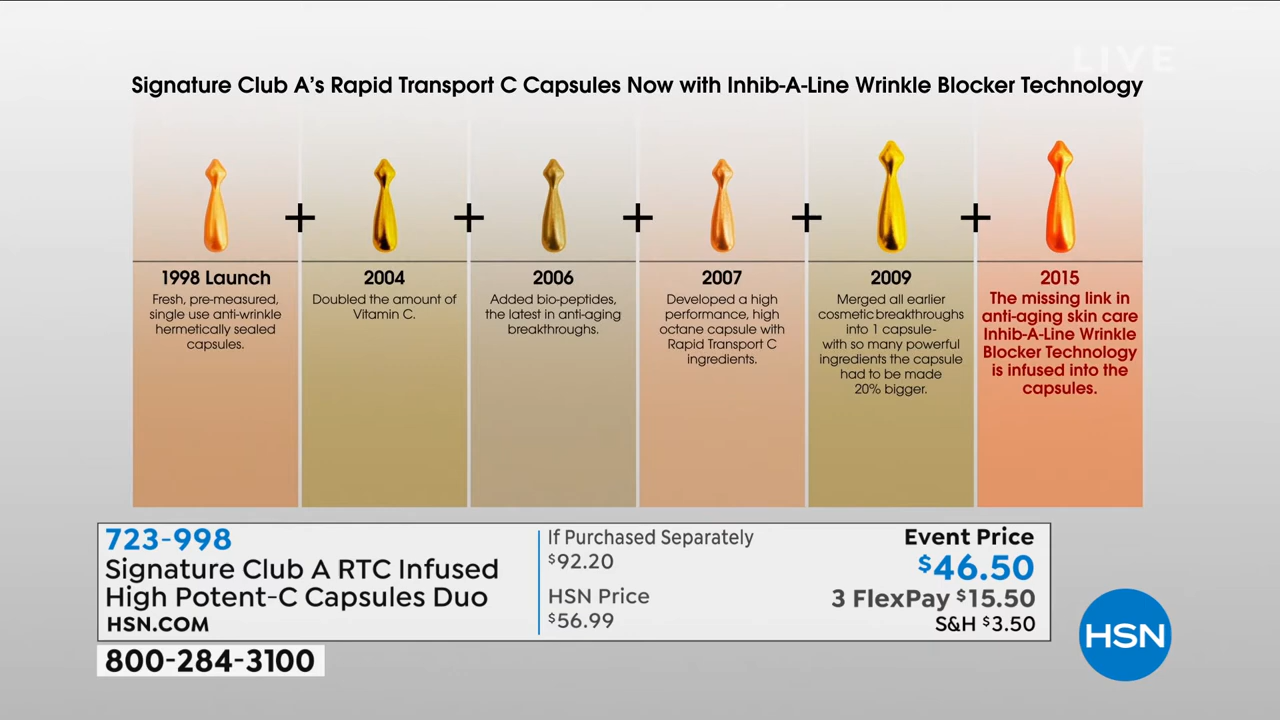 LIVE
Signature Club A's Rapid Transport C Capsules Now with Inhib-A-Line Wrinkle Blocker Technology
+ + + + +
1998 Launch
Fresh, pre-measured,
single use anti-wrinkle
hermetically sealed
capsules.
2004
Doubled the amount of
Vitamin C.
2006
Added bio-peptides,
the latest in anti-aging
breakthroughs.
2007
Developed a high
performance, high
octane capsule with
Rapid Transport C
ingredients.
2009
Merged all earlier
cosmetic breakthroughs
into 1 capsule-
with so many powerful
ingredients the capsule
had to be made
20% bigger.
2015
The missing link in
anti-aging skin care
Inhib-A-Line Wrinkle
Blocker Technology
is infused into the
capsules.
723-998
Signature Club A RTC Infused
High Potent-C Capsules Duo
HSN.COM
If Purchased Separately
$92.20
HSN Price
$56.99
Event Price
$46.50
3 FlexPay $15.50
S&H $3.50
800-284-3100
HSN